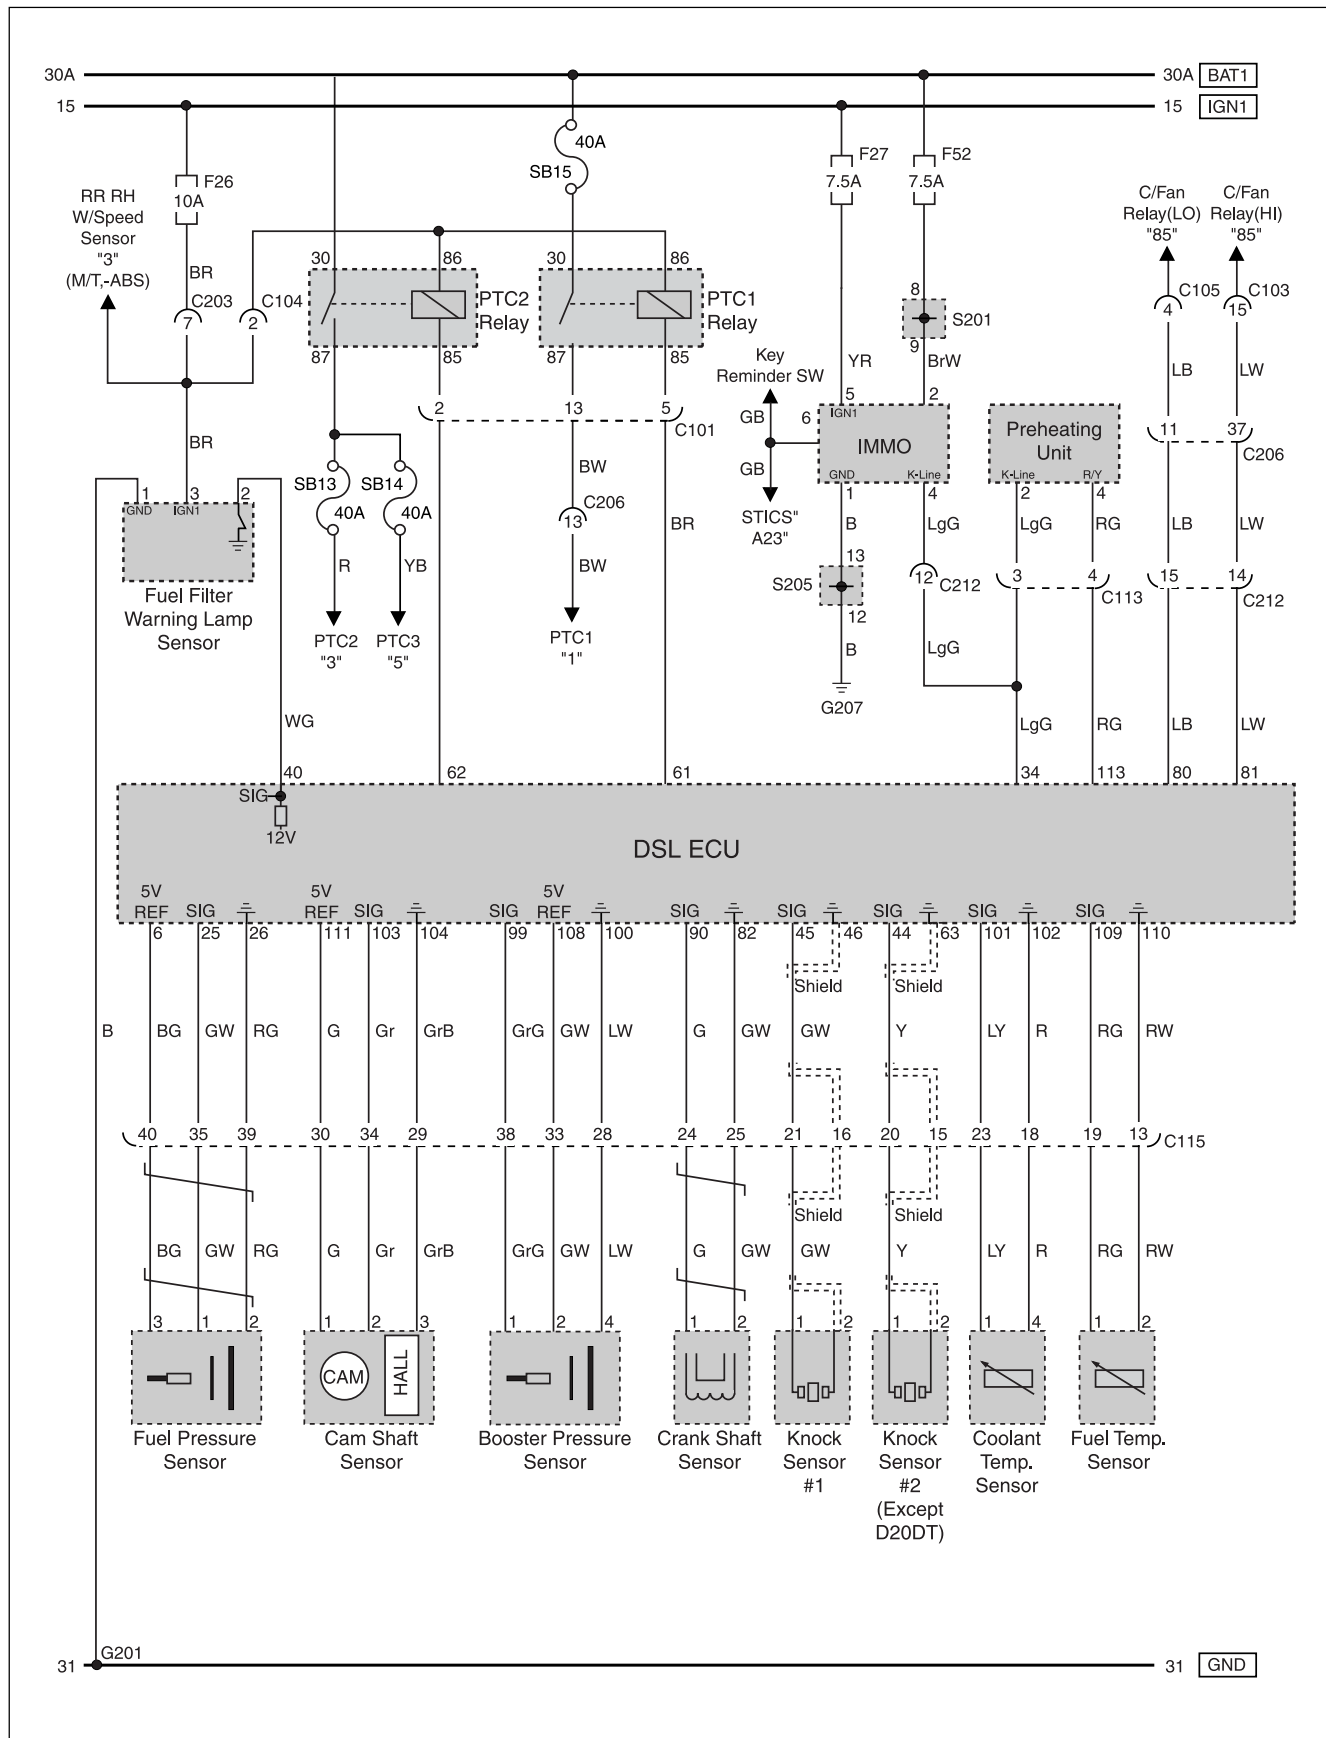 30A 30A BAT1
15 15 IGN1
40A
SB15
F26
10A
F27
7.5A
F52
7.5A
RR RH
W/Speed
Sensor
"3"
(M/T,-ABS)
C/Fan
Relay(LO)
"85"
C/Fan
Relay(HI)
"85"
BR
C203
7
C104
2
30 86
PTC2
Relay
87 85
30 86
PTC1
Relay
87 85
8
S201
9
C105
4
C103
15
YR
BrW
LB
LW
Key
Reminder SW
GB
GB
STICS"
A23"
6
5
IGN1
2
IMMO
GND
K-Line
1
4
Preheating
Unit
K-Line
R/Y
2
4
2 13 5
C101
11 37
C206
BR
SB13
40A
SB14
40A
BW
C206
13
BW
BR
R
YB
PTC2
"3"
PTC3
"5"
PTC1
"1"
1 3 2
GND
IGN1
Fuel Filter
Warning Lamp
Sensor
B
13
S205
12
B
G207
LgG
12
C212
LgG
LgG
RG
3 4
C113
LB
LW
15 14
C212
WG
LgG
RG
LB
LW
40 62 61 34 113 80 81
SIG
12V
DSL ECU
5V
REF
SIG
5V
REF
SIG
SIG
5V
REF
SIG
SIG
SIG
SIG
SIG
6 25 26 111 103 104 99 108 100 90 82 45 46 44 63 101 102 109 110
Shield
Shield
B BG GW RG G Gr GrB GrG GW LW G GW GW Y LY R RG RW
40 35 39 30 34 29 38 33 28 24 25 21 16 20 15 23 18 19 13
C115
Shield
Shield
BG GW RG G Gr GrB GrG GW LW G GW GW Y LY R RG RW
3 1 2 1 2 3 1 2 4 1 2 1 2 1 2 1 4 1 2
CAM
HALL
Fuel Pressure
Sensor
Cam Shaft
Sensor
Booster Pressure
Sensor
Crank Shaft
Sensor
Knock
Sensor
#1
Knock
Sensor
#2
(Except
D20DT)
Coolant
Temp.
Sensor
Fuel Temp.
Sensor
G201
31 31 GND